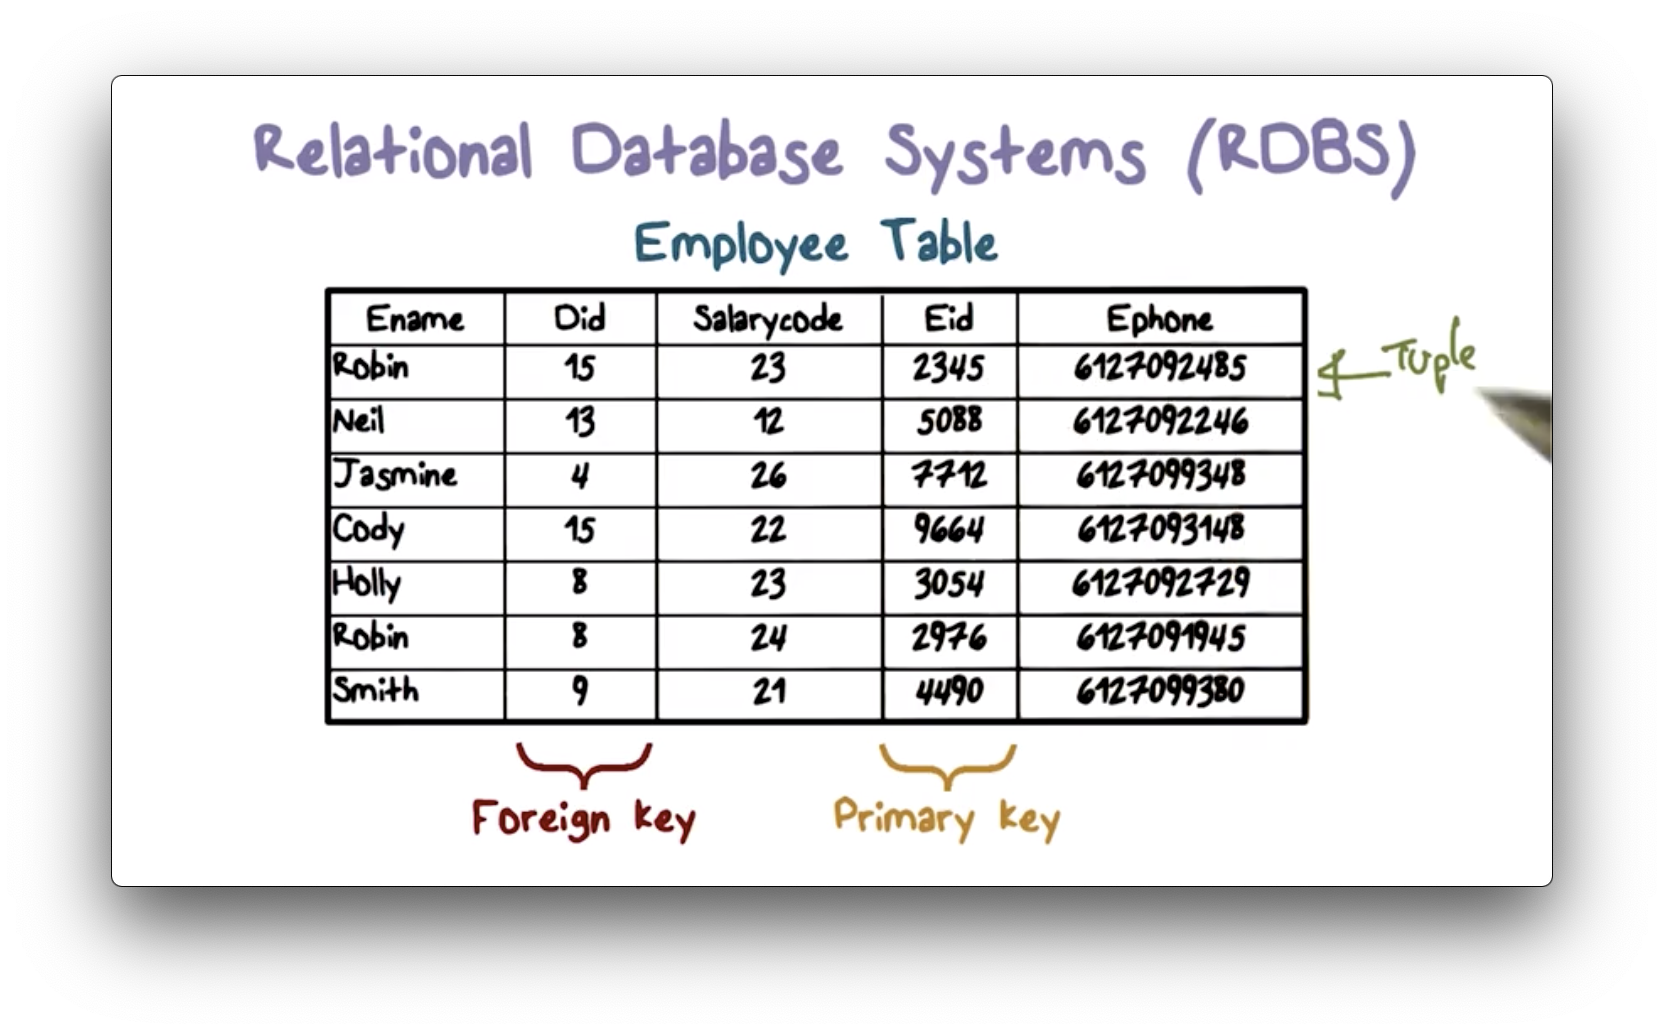 Relational Database Systems (RDBS)
Employee Table
Ename Did Salarycode Eid Ephone
Robin 15 23 2345 6127092485
Tuple
Neil 13 12 5088 6127092246
Jasmine 4 26 7712 6127099348
Cody 15 22 9664 6127093148
Holly 8 23 3054 6127092729
Robin 8 24 2976 6127091945
Smith 9 21 4490 6127099380
Foreign key Primary key